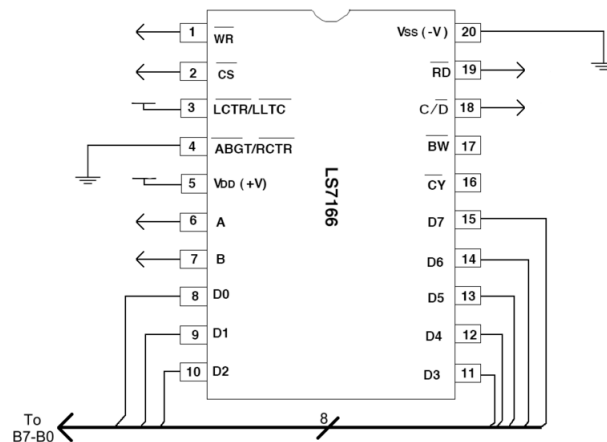 1 WR
2 CS
3 LCTR/LLTC
4 ABGT/RCTR
5 VDD (+V)
6 A
7 B
8 D0
9 D1
10 D2
LS7166
Vss (-V) 20
RD 19
C/D 18
BW 17
CY 16
D7 15
D6 14
D5 13
D4 12
D3 11
To
B7-B0
8